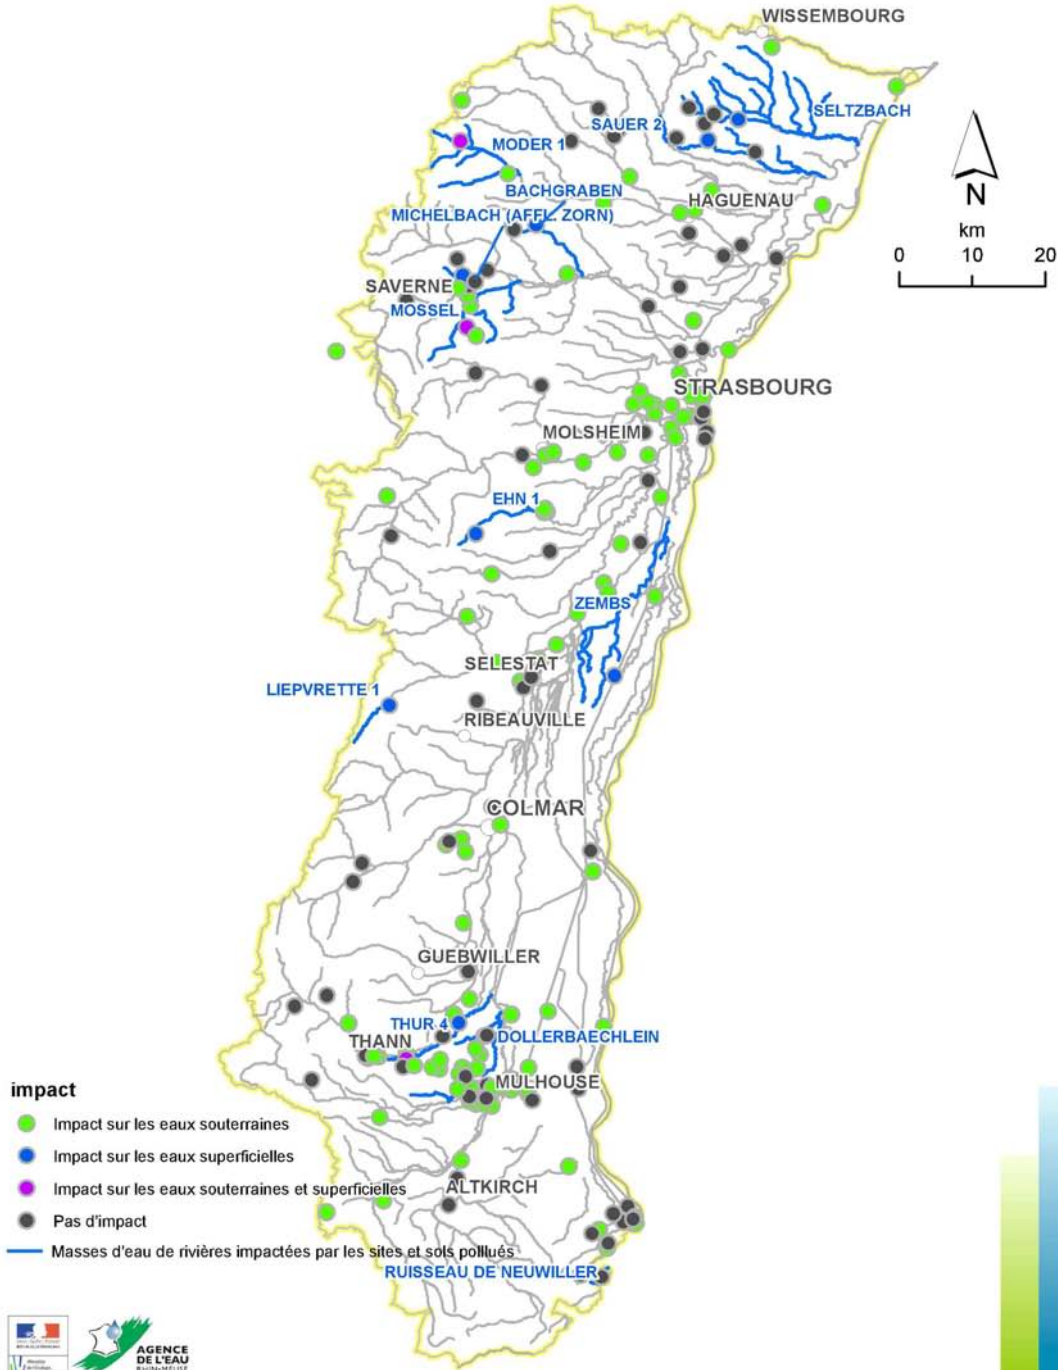 WISSEMBOURG
SELTZBACH
SAUER 2
MODER 1
BACHGRABEN
HAGUENAU
MICHELBACH (AFFL. ZORN)
N
km
0 10 20
SAVERNE
MOSSEL
STRASBOURG
MOLSHEIM
EHN 1
ZEMBS
SELESTAT
LIEPVRETTE 1
RIBEAUVILLE
COLMAR
GUEBWILLER
THUR 4
THANN
DOLLERBAECHLEIN
MULHOUSE
impact
Impact sur les eaux souterraines
Impact sur les eaux superficielles
Impact sur les eaux souterraines et superficielles
Pas d'impact
Masses d'eau de rivières impactées par les sites et sols polllués
ALTKIRCH
RUISSEAU DE NEUWILLER
AGENCE
DE L'EAU
RHIN-MEUSE